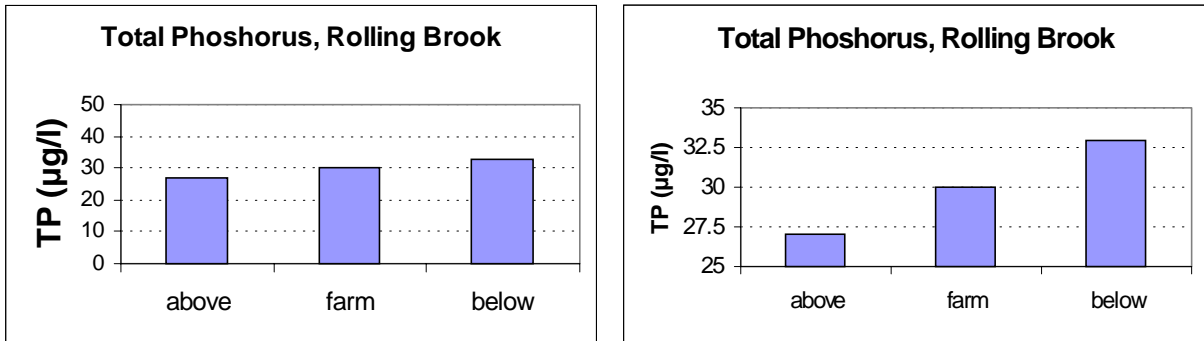 Total Phoshorus, Rolling Brook
TP (µg/l)
50
40
30
20
10
0
above farm below
Total Phoshorus, Rolling Brook
TP (µg/l)
35
32.5
30
27.5
25
above farm below